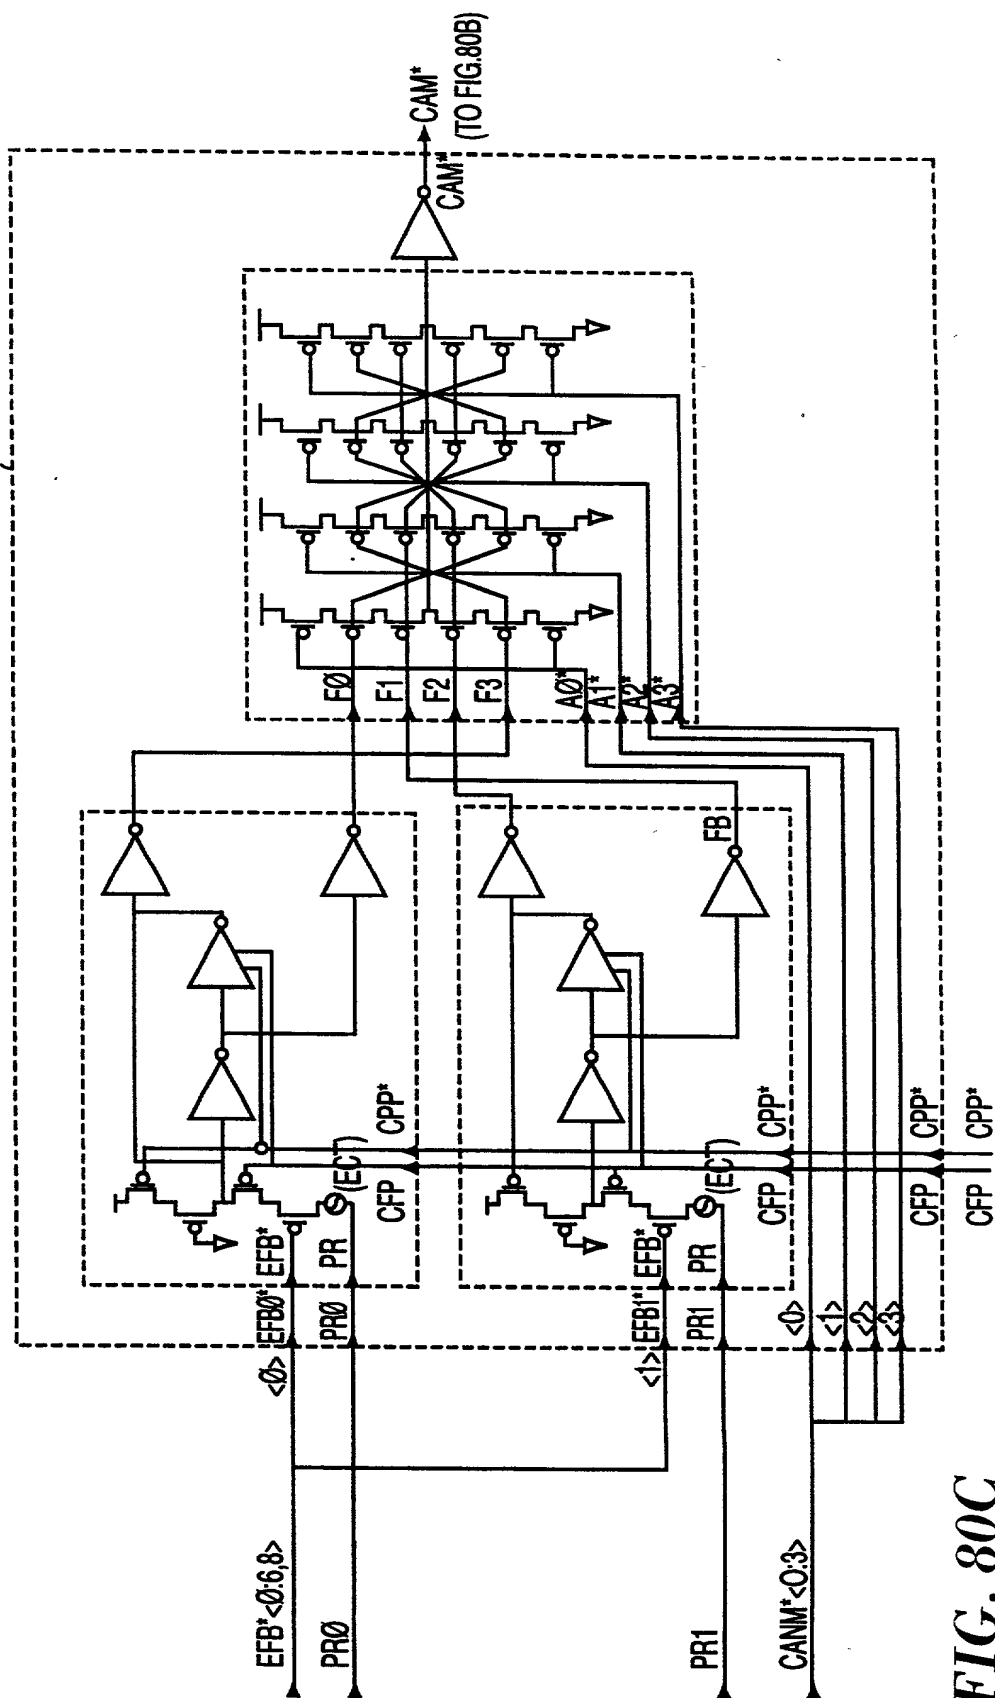 CAM*
(TO FIG.80B)
CAM*
FØ
F1
F2
F3
AØ*
A1*
A2*
A3*
FB
CPP*
(EC*)
CFP
EFB*
PR
CPP*
(EC*)
CFP
EFB*
PR
CPP*
CFP
CPP*
CFP
<Ø> EFBØ*
PRØ
<1> EFB1*
PR1
<0>
<1>
<2>
<3>
EFB*<Ø:6,8>
PRØ
PR1
CANM*<O:3>
FIG. 80C